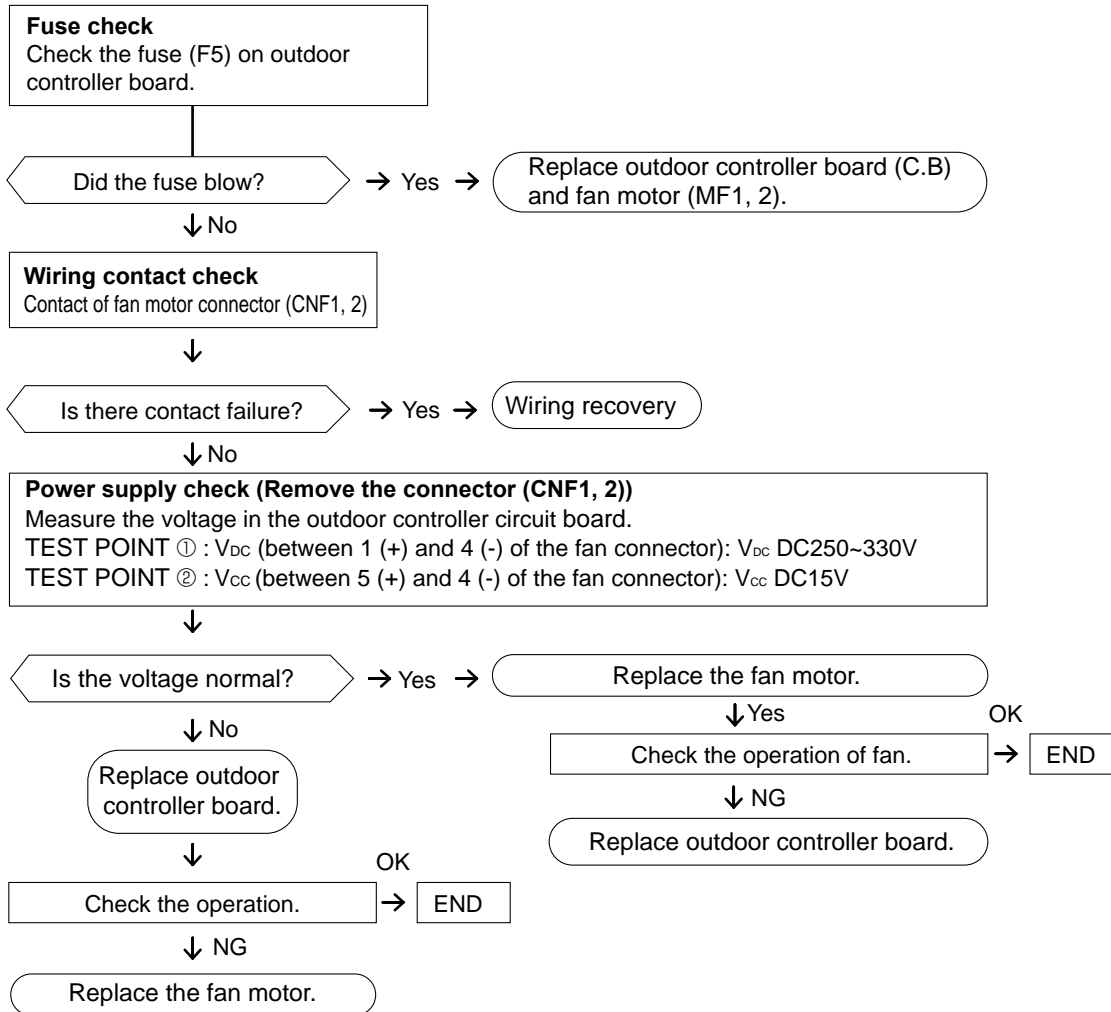 Fuse check
Check the fuse (F5) on outdoor
controller board.
Did the fuse blow?
Yes
Replace outdoor controller board (C.B)
and fan motor (MF1, 2).
No
Wiring contact check
Contact of fan motor connector (CNF1, 2)
Is there contact failure?
Yes
Wiring recovery
No
Power supply check (Remove the connector (CNF1, 2))
Measure the voltage in the outdoor controller circuit board.
TEST POINT ① : VDC (between 1 (+) and 4 (-) of the fan connector): VDC DC250~330V
TEST POINT ② : VCC (between 5 (+) and 4 (-) of the fan connector): VCC DC15V
Is the voltage normal?
Yes
Replace the fan motor.
Yes
OK
Check the operation of fan.
END
NG
Replace outdoor controller board.
No
Replace outdoor
controller board.
OK
Check the operation.
END
NG
Replace the fan motor.